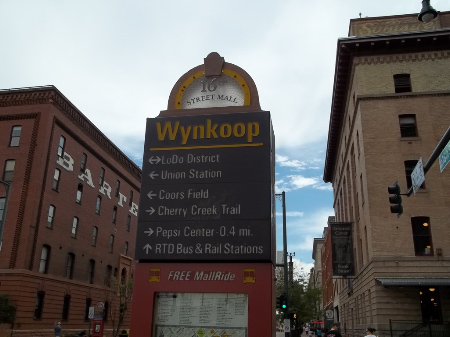 16th
STREET MALL
Wynkoop
LoDo District
Union Station
Coors Field
Cherry Creek Trail
Pepsi Center · 0.4 mi.
RTD Bus & Rail Stations
FREE MallRide
BARTE